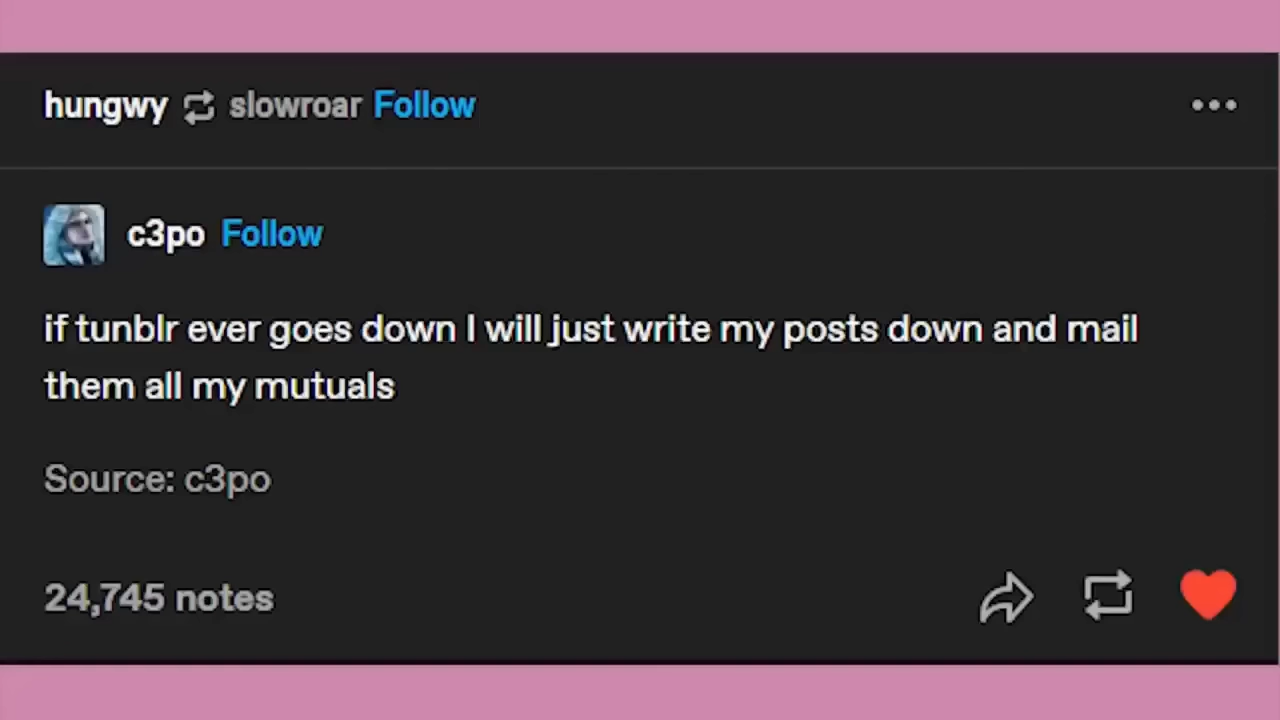 hungwy slowroar Follow
c3po Follow
if tunblr ever goes down I will just write my posts down and mail
them all my mutuals
Source: c3po
24,745 notes